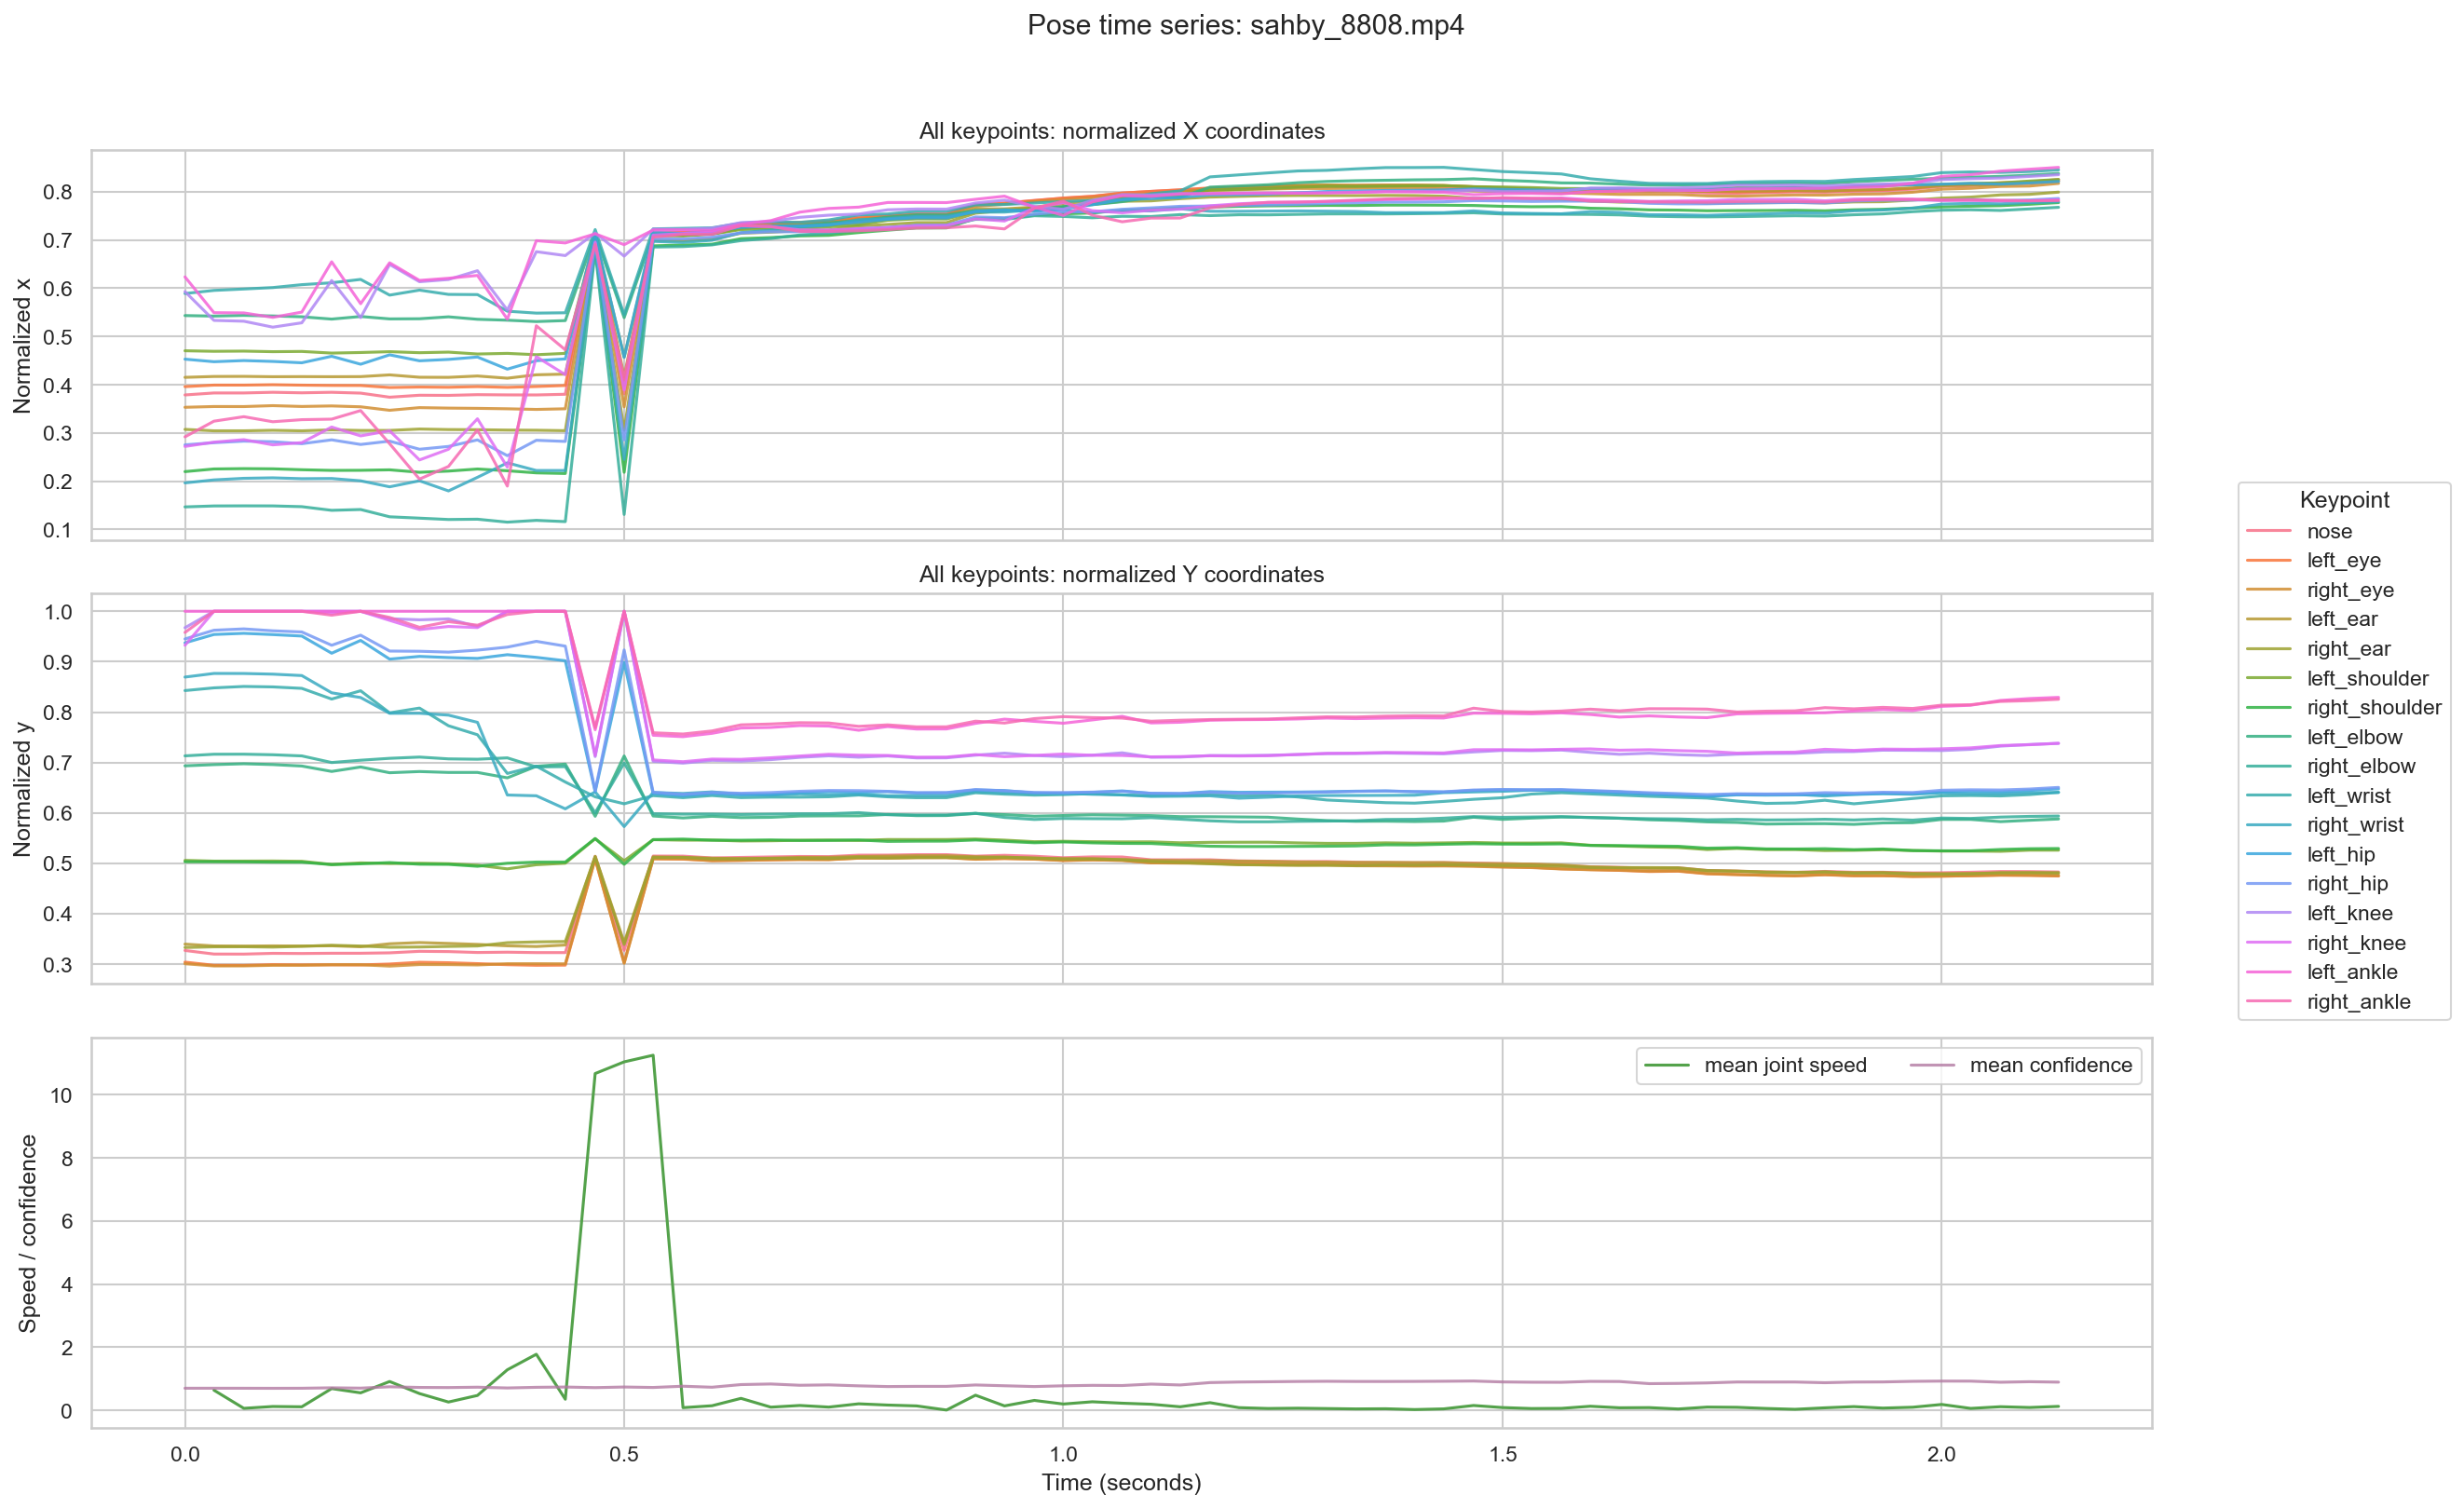 Pose time series: sahby_8808.mp4
All keypoints: normalized X coordinates
Normalized x
0.8
0.7
0.6
0.5
0.4
0.3
0.2
0.1
All keypoints: normalized Y coordinates
Normalized y
1.0
0.9
0.8
0.7
0.6
0.5
0.4
0.3
Keypoint
nose
left_eye
right_eye
left_ear
right_ear
left_shoulder
right_shoulder
left_elbow
right_elbow
left_wrist
right_wrist
left_hip
right_hip
left_knee
right_knee
left_ankle
right_ankle
mean joint speed
mean confidence
Speed / confidence
10
8
6
4
2
0
0.0
0.5
1.0
1.5
2.0
Time (seconds)